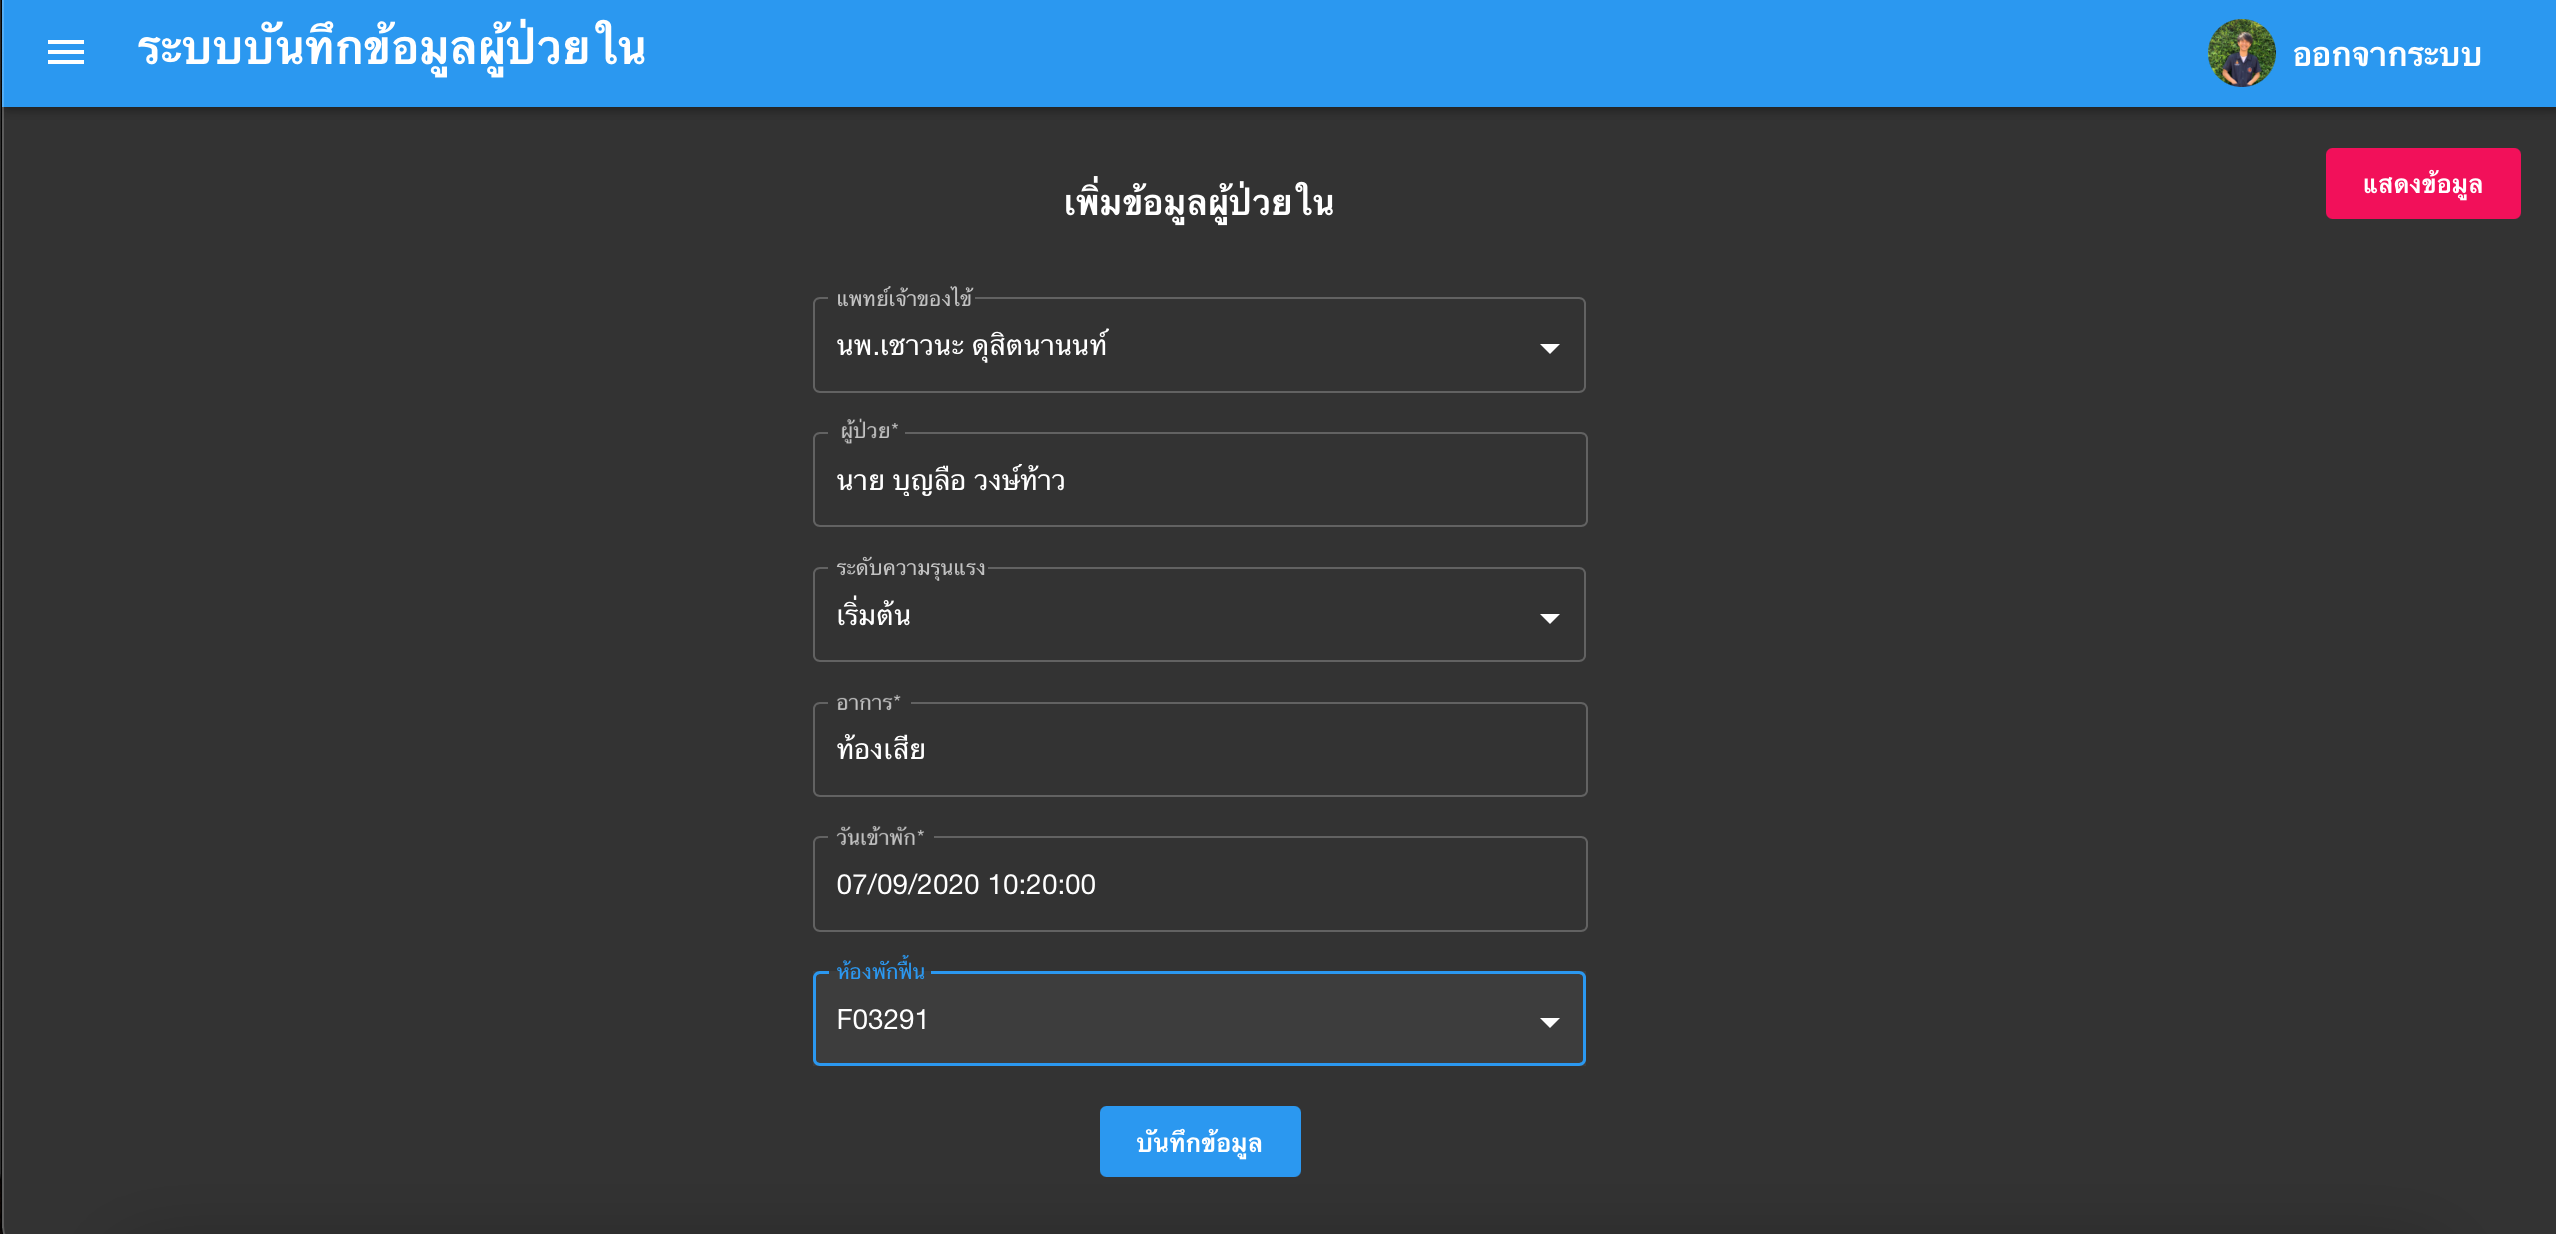 ระบบบันทึกข้อมูลผู้ป่วยใน
ออกจากระบบ
แสดงข้อมูล
เพิ่มข้อมูลผู้ป่วยใน
แพทย์เจ้าของไข้
นพ.เชาวนะ ดุสิตนานนท์
ผู้ป่วย*
นาย บุญลือ วงษ์ท้าว
ระดับความรุนแรง
เริ่มต้น
อาการ*
ท้องเสีย
วันเข้าพัก*
07/09/2020 10:20:00
ห้องพักฟื้น
F03291
บันทึกข้อมูล